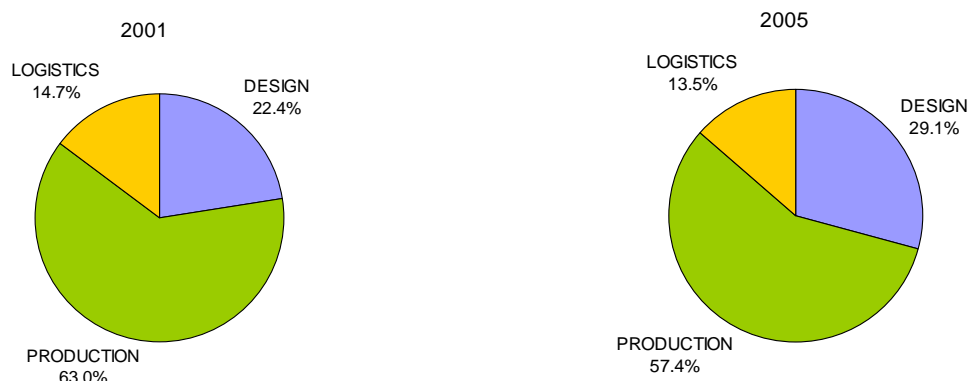 2001
LOGISTICS
14.7%
DESIGN
22.4%
PRODUCTION
63.0%
2005
LOGISTICS
13.5%
DESIGN
29.1%
PRODUCTION
57.4%